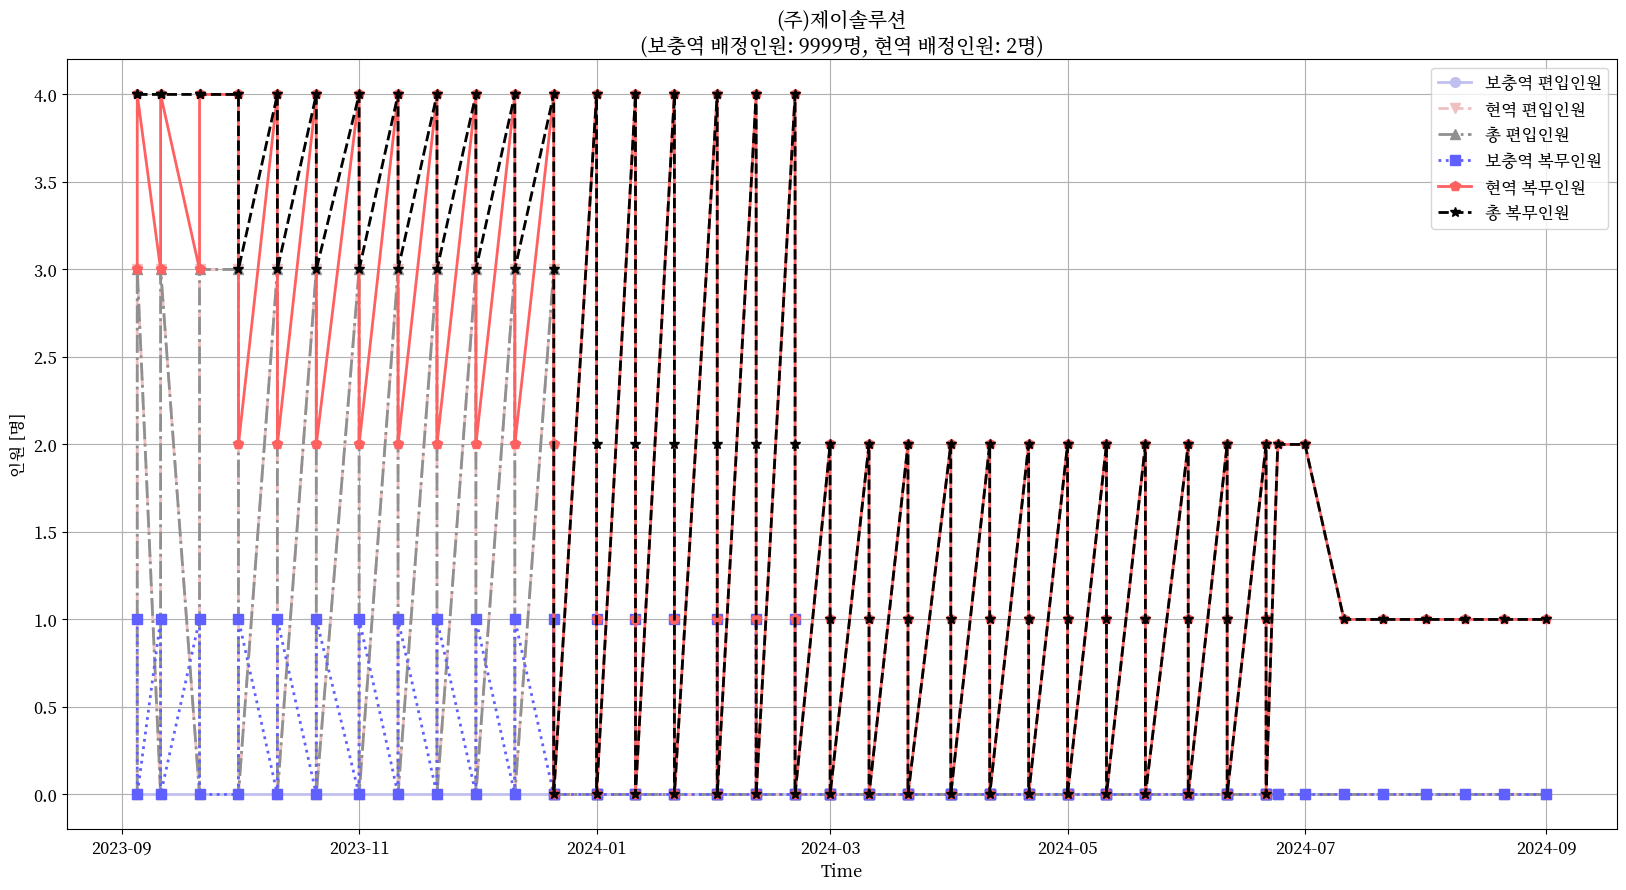 (주)제이솔루션
(보충역 배정인원: 9999명, 현역 배정인원: 2명)
보충역 편입인원
현역 편입인원
총 편입인원
보충역 복무인원
현역 복무인원
총 복무인원
인원 [명]
4.0
3.5
3.0
2.5
2.0
1.5
1.0
0.5
0.0
2023-09
2023-11
2024-01
2024-03
2024-05
2024-07
2024-09
Time